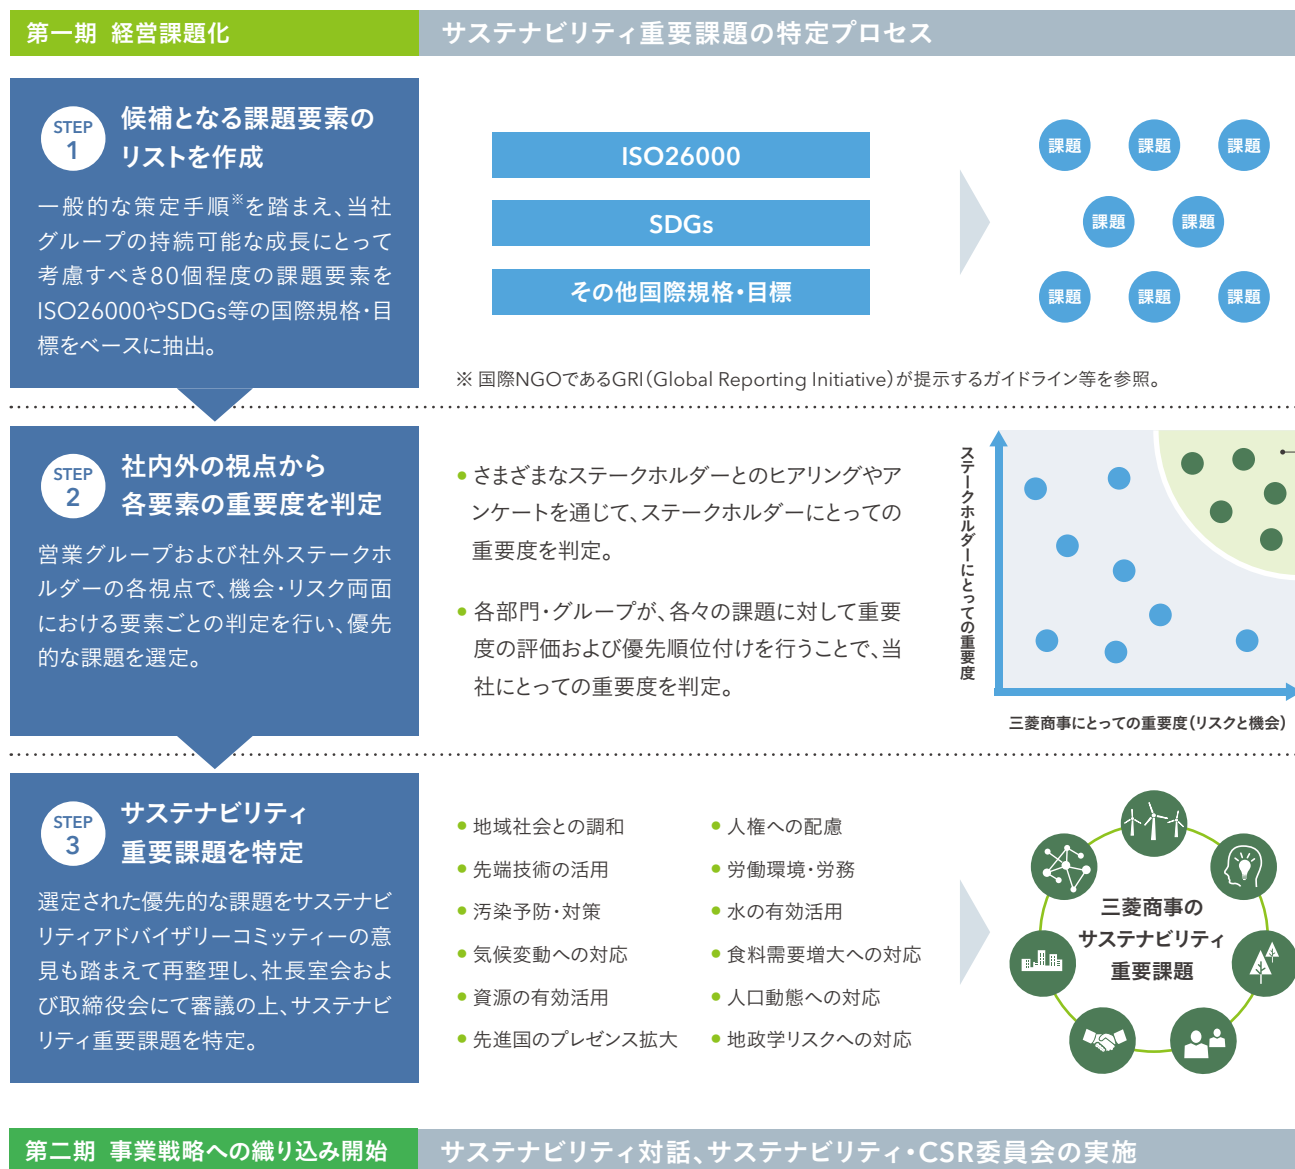 第一期 経営課題化
サステナビリティ重要課題の特定プロセス
STEP
1
候補となる課題要素の
リストを作成
一般的な策定手順※を踏まえ、当社
グループの持続可能な成長にとって
考慮すべき80個程度の課題要素を
ISO26000やSDGs等の国際規格・目
標をベースに抽出。
ISO26000
SDGs
その他国際規格・目標
課題 課題 課題
課題 課題
課題 課題 課題
※ 国際NGOであるGRI（Global Reporting Initiative）が提示するガイドライン等を参照。
STEP
2
社内外の視点から
各要素の重要度を判定
営業グループおよび社外ステークホ
ルダーの各視点で、機会・リスク両面
における要素ごとの判定を行い、優先
的な課題を選定。
● さまざまなステークホルダーとのヒアリングやア
ンケートを通じて、ステークホルダーにとっての
重要度を判定。
● 各部門・グループが、各々の課題に対して重要
度の評価および優先順位付けを行うことで、当
社にとっての重要度を判定。
ステークホルダーにとっての重要度
三菱商事にとっての重要度（リスクと機会）
STEP
3
サステナビリティ
重要課題を特定
選定された優先的な課題をサステナビ
リティアドバイザリーコミッティーの意
見も踏まえて再整理し、社長室会およ
び取締役会にて審議の上、サステナビ
リティ重要課題を特定。
● 地域社会との調和
● 先端技術の活用
● 汚染予防・対策
● 気候変動への対応
● 資源の有効活用
● 先進国のプレゼンス拡大
● 人権への配慮
● 労働環境・労務
● 水の有効活用
● 食料需要増大への対応
● 人口動態への対応
● 地政学リスクへの対応
三菱商事の
サステナビリティ
重要課題
第二期 事業戦略への織り込み開始
サステナビリティ対話、サステナビリティ・CSR委員会の実施